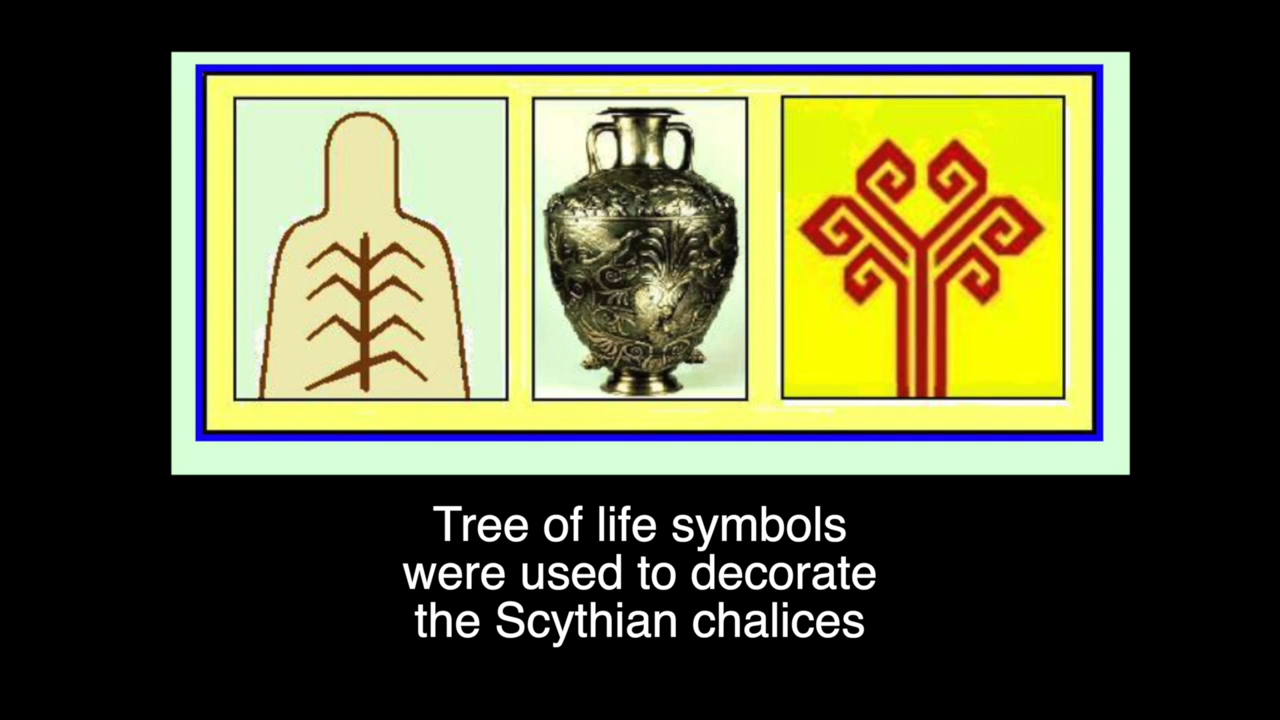 Tree of life symbols
were used to decorate
the Scythian chalices